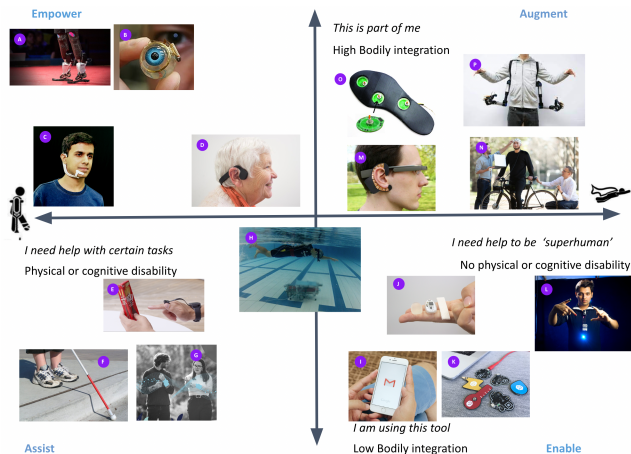 Empower
Augment
This is part of me
High Bodily integration
A
B
C
D
O
P
M
N
I need help with certain tasks
Physical or cognitive disability
I need help to be ‘superhuman’
No physical or cognitive disability
H
E
J
L
F
G
I
K
I am using this tool
Low Bodily integration
Assist
Enable